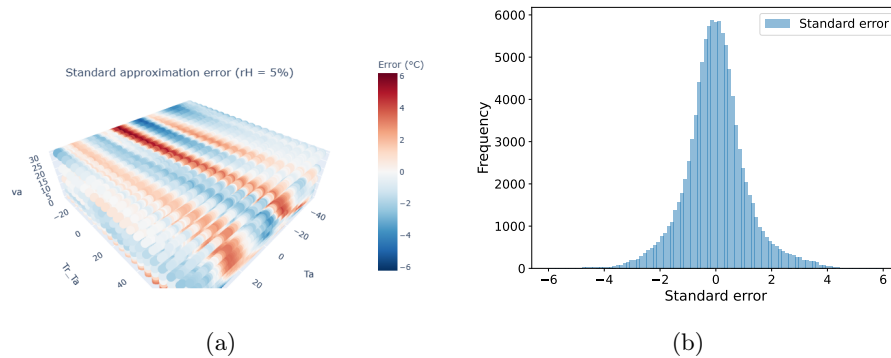 Standard approximation error (rH = 5%)
Error (°C)
4
2
0
−2
−4
−6
va
30
0
−20
0
20
40
Tr_Ta
−40
−20
0
20
Ta
(a)
6000
5000
4000
3000
2000
1000
0
Frequency
Standard error
−6 −4 −2 0 2 4 6
Standard error
(b)